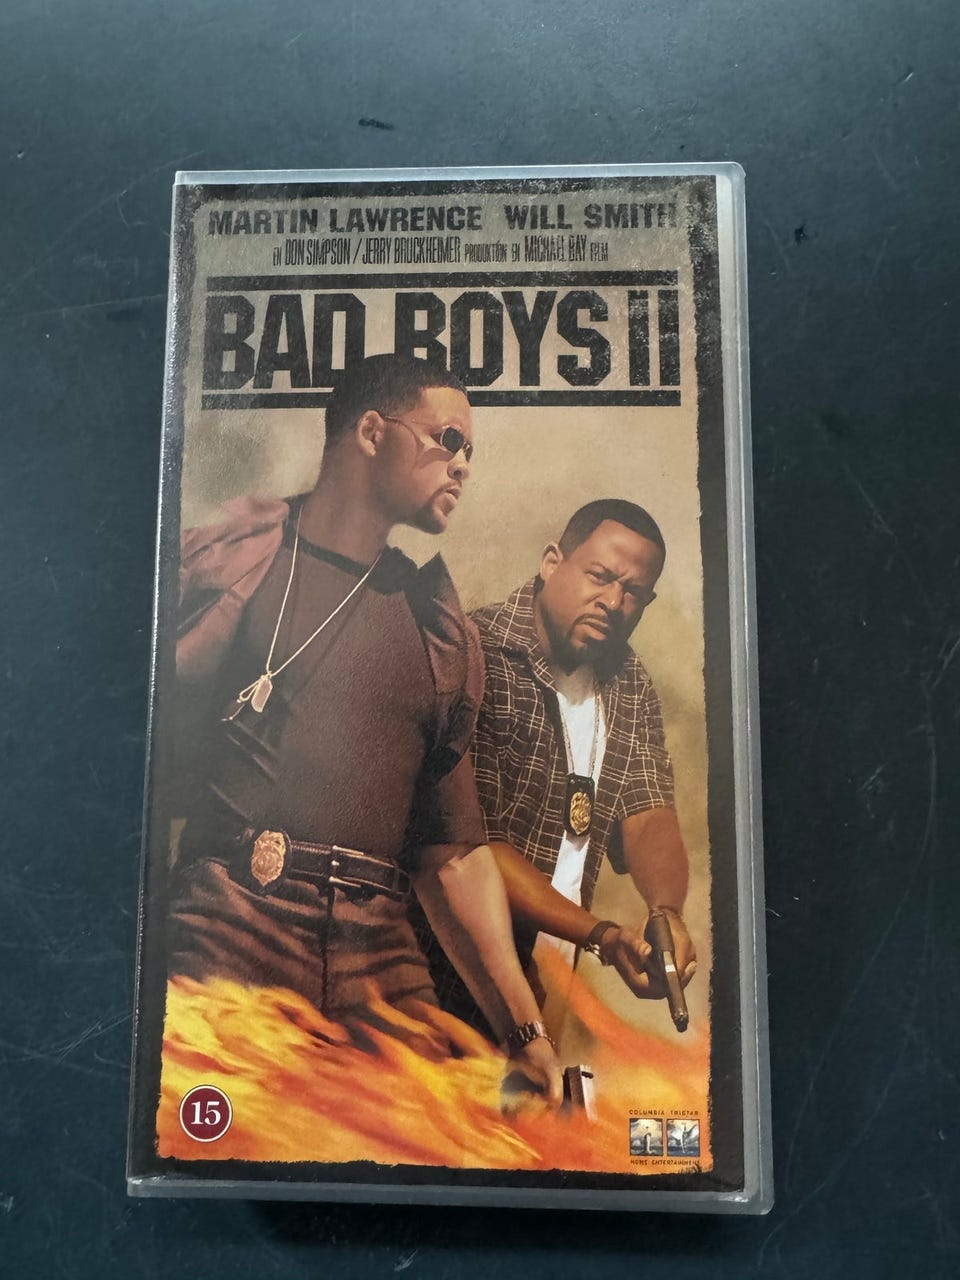 MARTIN LAWRENCE WILL SMITH
EN DON SIMPSON / JERRY BRUCKHEIMER PRODUKTION EN MICHAEL BAY FILM
BAD BOYS II
15
COLUMBIA TRISTAR
HOME ENTERTAINMENT